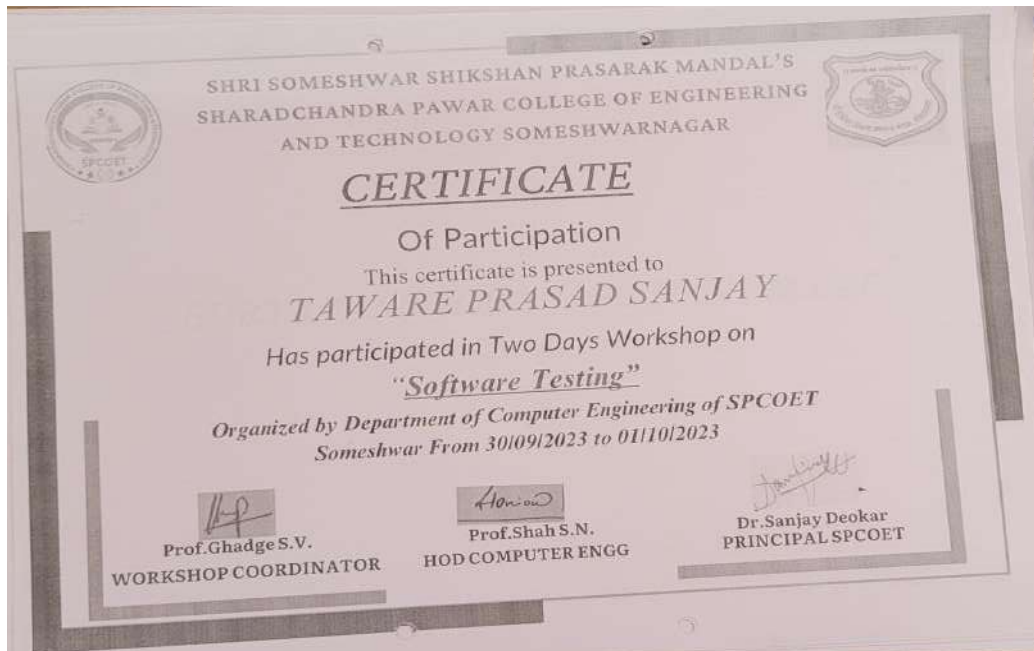 SHRI SOMESHWAR SHIKSHAN PRASARAK MANDAL'S
SHARADCHANDRA PAWAR COLLEGE OF ENGINEERING
AND TECHNOLOGY SOMESHWARNAGAR
SPCOET
CERTIFICATE
Of Participation
This certificate is presented to
TAWARE PRASAD SANJAY
Has participated in Two Days Workshop on
“Software Testing”
Organized by Department of Computer Engineering of SPCOET
Someshwar From 30/09/2023 to 01/10/2023
Prof.Ghadge S.V.
WORKSHOP COORDINATOR
Prof.Shah S.N.
HOD COMPUTER ENGG
Dr.Sanjay Deokar
PRINCIPAL SPCOET